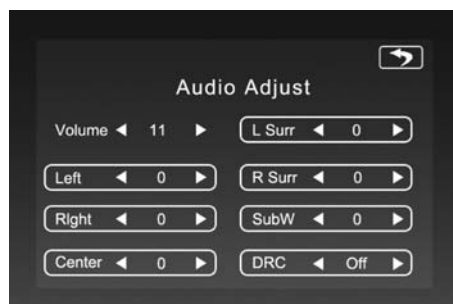 Audio Adjust
Volume ◀ 11 ▶
L Surr ◀ 0 ▶
Left ◀ 0 ▶
R Surr ◀ 0 ▶
RIght ◀ 0 ▶
SubW ◀ 0 ▶
Center ◀ 0 ▶
DRC ◀ Off ▶